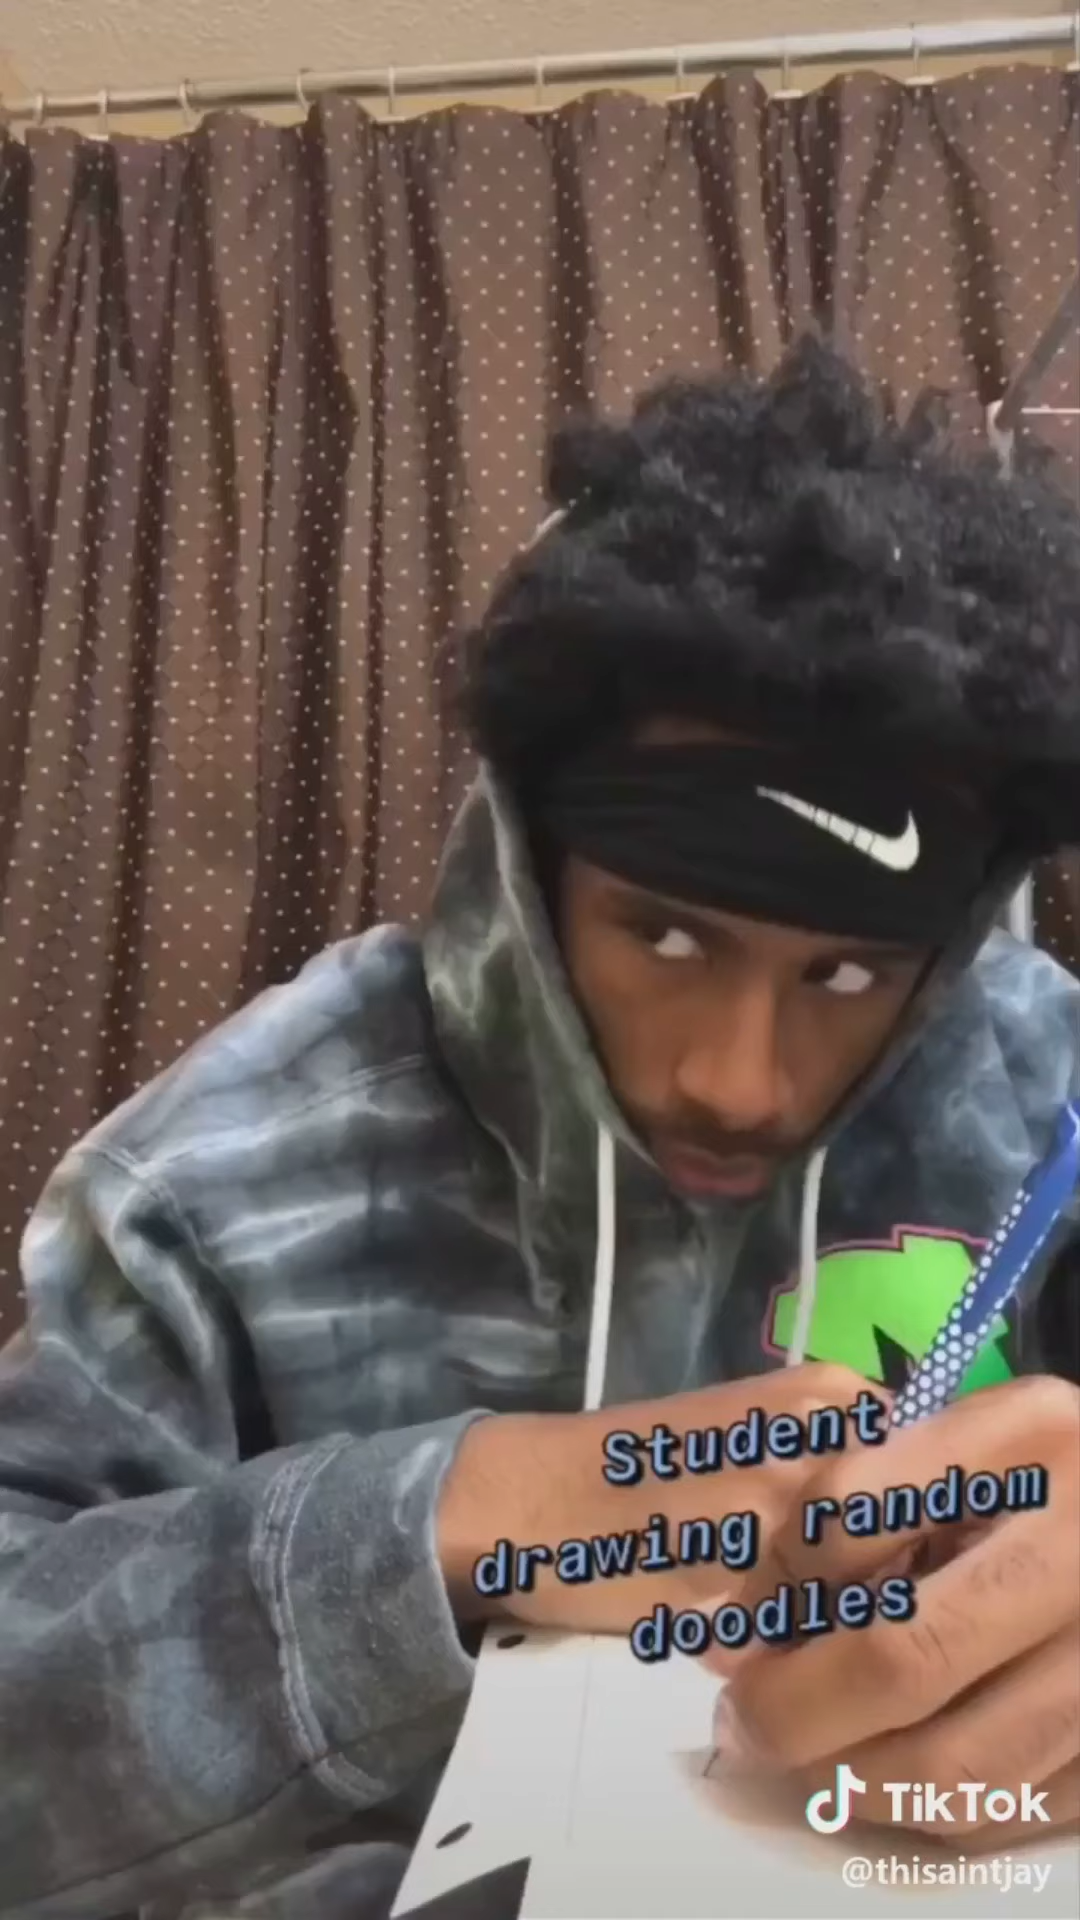 Student
drawing random
doodles
TikTok
@thisaintjay